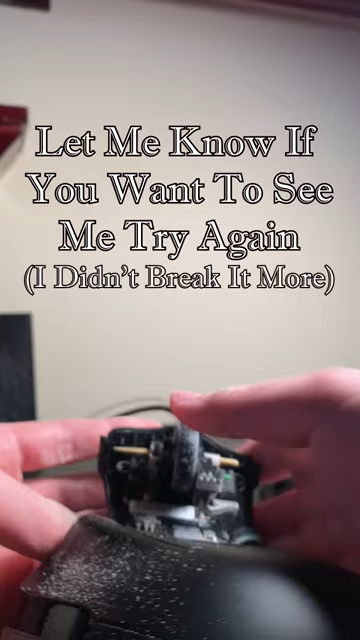 Let Me Know If
You Want To See
Me Try Again
(I Didn't Break It More)